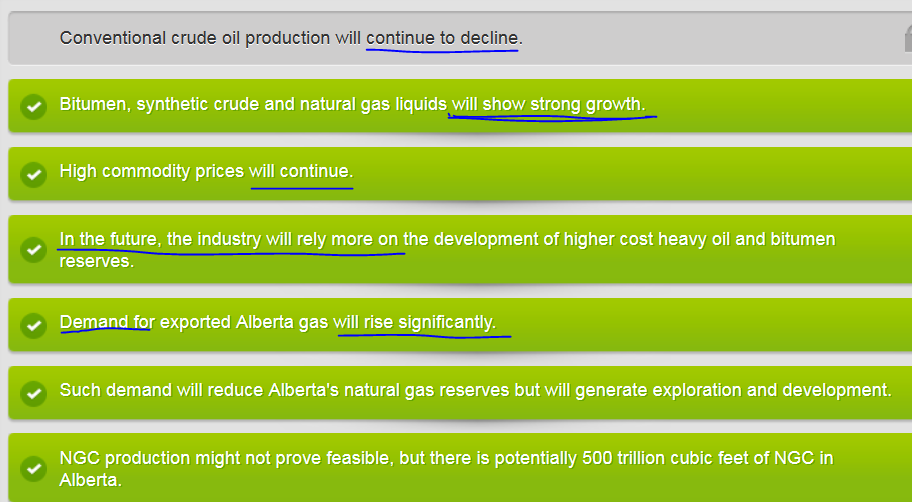 Conventional crude oil production will continue to decline.
Bitumen, synthetic crude and natural gas liquids will show strong growth.
High commodity prices will continue.
In the future, the industry will rely more on the development of higher cost heavy oil and bitumen
reserves.
Demand for exported Alberta gas will rise significantly.
Such demand will reduce Alberta's natural gas reserves but will generate exploration and development.
NGC production might not prove feasible, but there is potentially 500 trillion cubic feet of NGC in
Alberta.